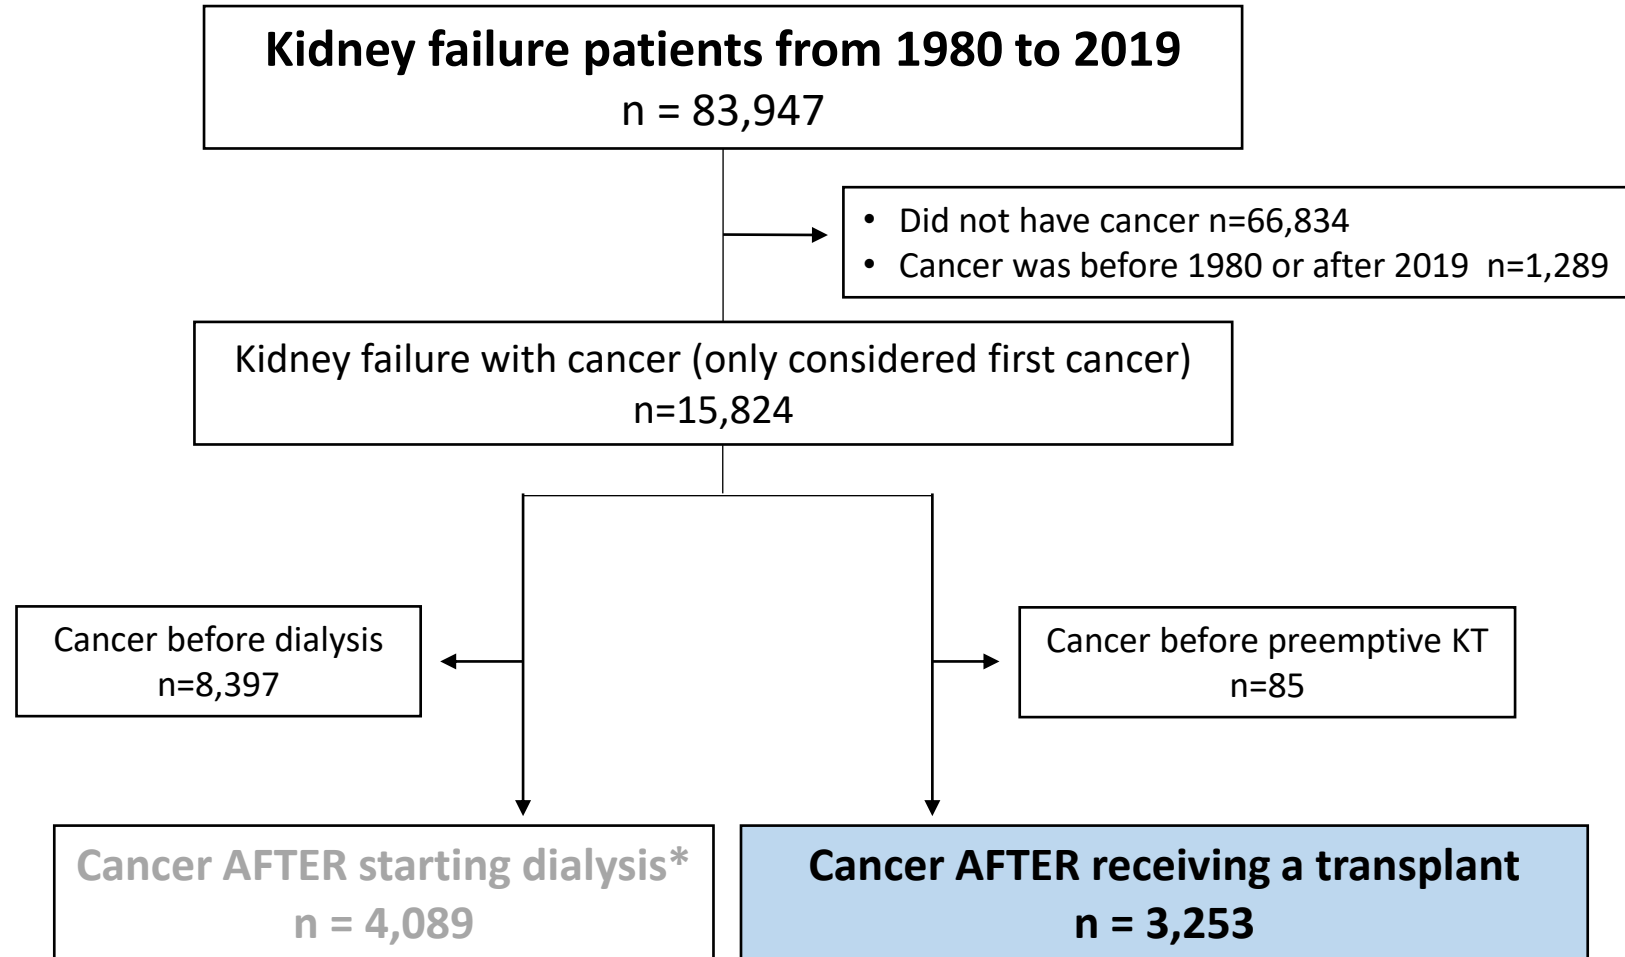 Kidney failure patients from 1980 to 2019
n = 83,947
• Did not have cancer n=66,834
• Cancer was before 1980 or after 2019  n=1,289
Kidney failure with cancer (only considered first cancer)
n=15,824
Cancer before dialysis
n=8,397
Cancer before preemptive KT
n=85
Cancer AFTER starting dialysis*
n = 4,089
Cancer AFTER receiving a transplant
n = 3,253